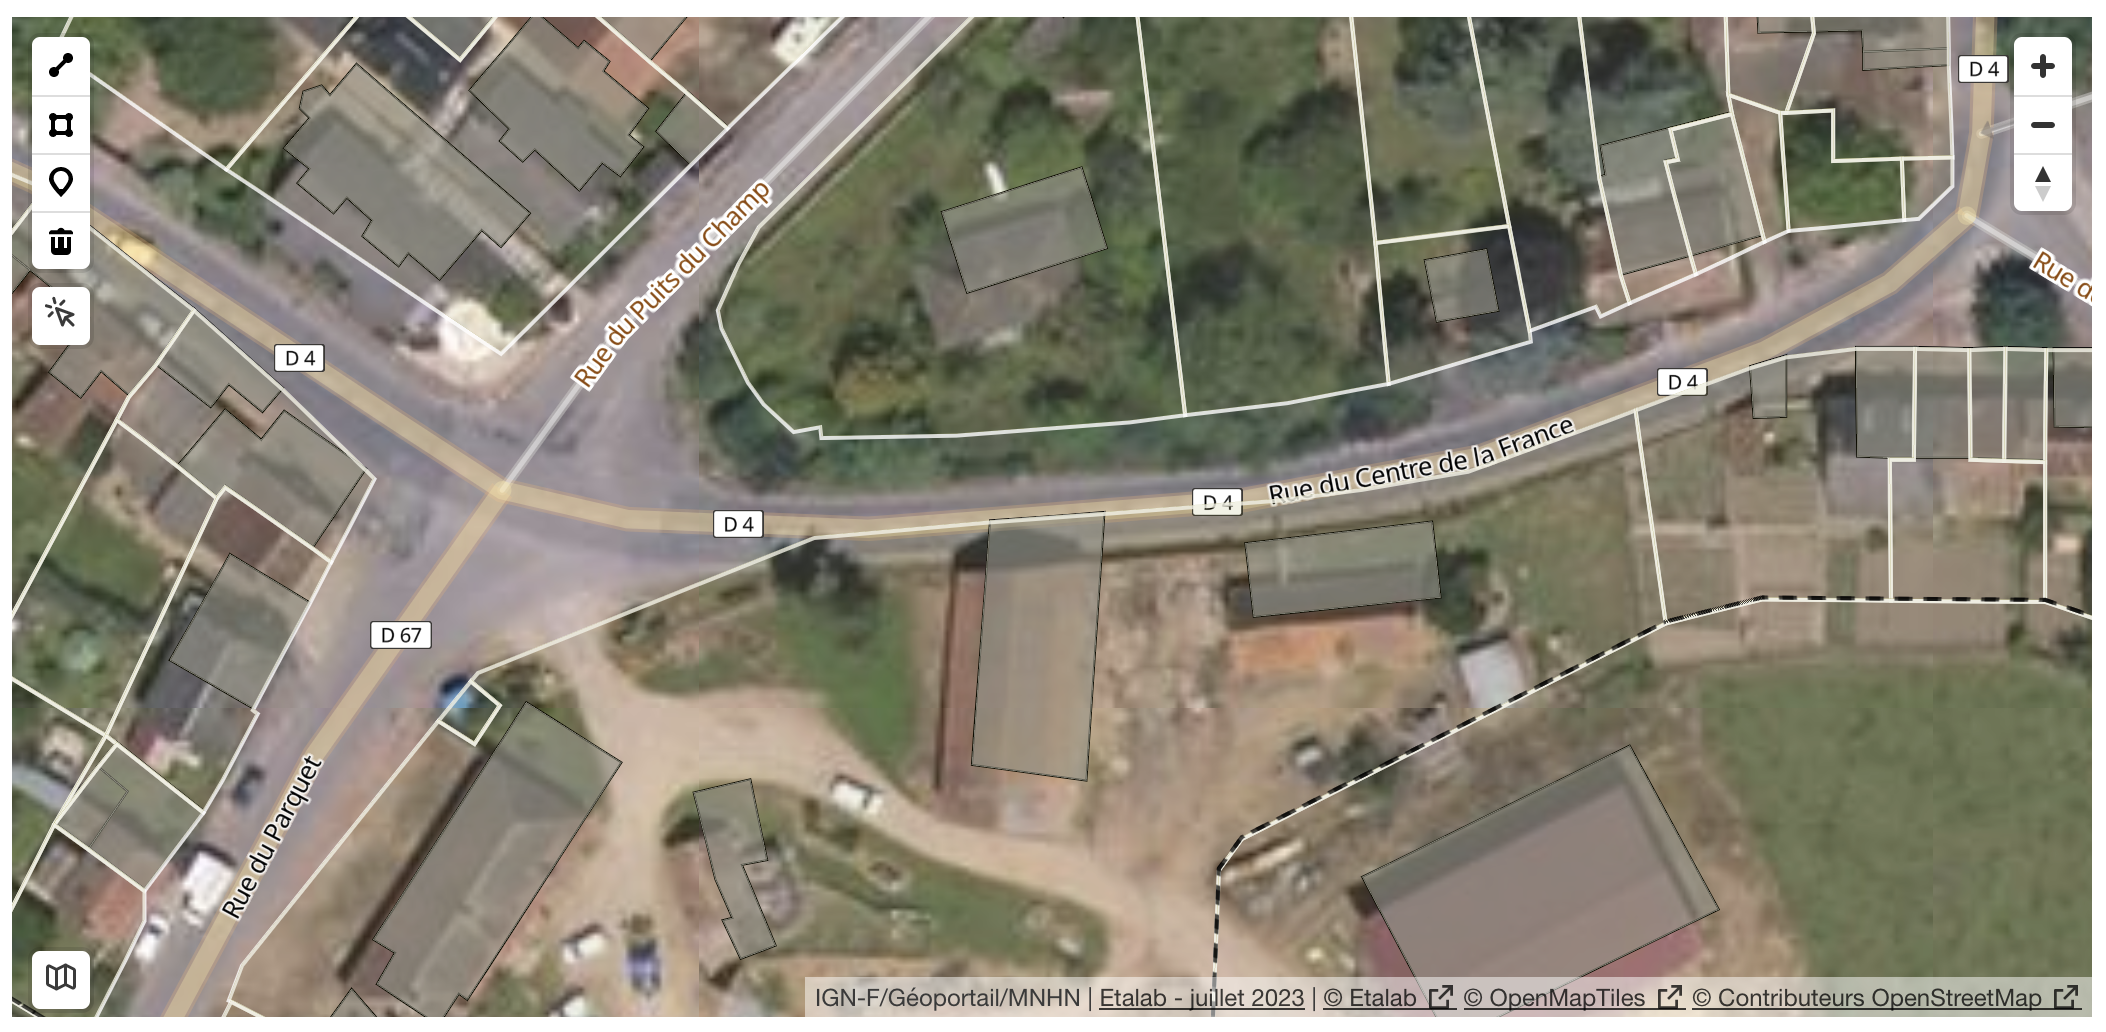 D 4
Rue du Puits du Champ
Rue d
D 4
D 4
Rue du Centre de la France
D 4
D 4
D 67
Rue du Parquet
IGN-F/Géoportail/MNHN | Etalab - juillet 2023 | © Etalab © OpenMapTiles © Contributeurs OpenStreetMap